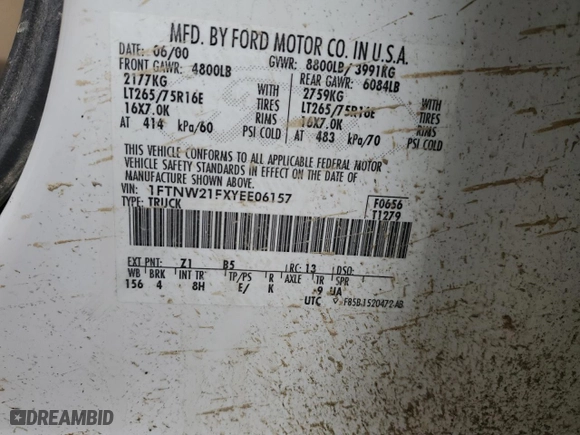 MFD. BY FORD MOTOR CO. IN U.S.A.
DATE: 06/00 GVWR: 8800LB/ 3991KG
FRONT GAWR: 4800LB REAR GAWR: 6084LB
2177KG WITH 2759KG WITH
LT265/75R16E TIRES LT265/75R16E TIRES
16X7.0K RIMS 16X7.0K RIMS
AT 414 kPa/60 PSI COLD AT 483 kPa/70 PSI COLD
THIS VEHICLE CONFORMS TO ALL APPLICABLE FEDERAL MOTOR
VEHICLE SAFETY STANDARDS IN EFFECT ON THE DATE OF
MANUFACTURE SHOWN ABOVE.
VIN: 1FTNW21FXYEE06157 F0656
TYPE: TRUCK T1279
EXT PNT: Z1 B5 RC: 13 DSO:
WB BRK INT TR TP/PS R AXLE TR SPR
156 4 8H E/ K 9 UA
UTC F85B-1520472-AB
DREAMBID